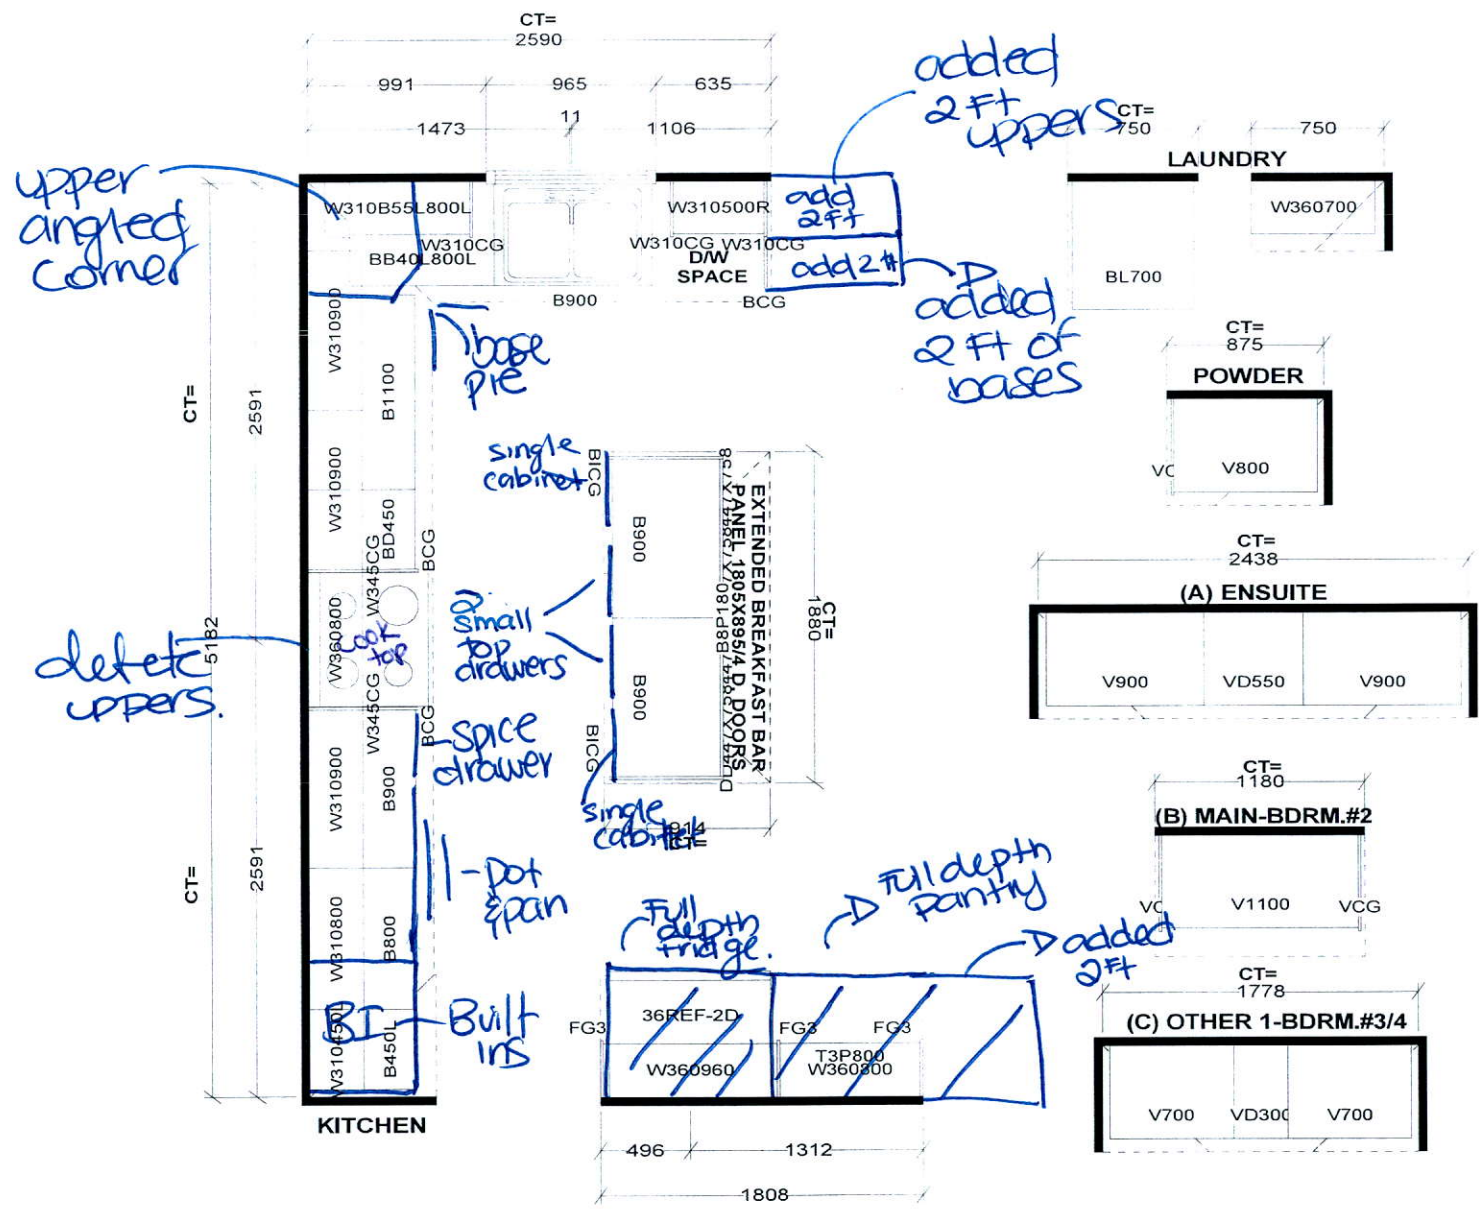 CT=
2590
991
965
635
11
1473
1106
added
2 Ft
uppers
CT=
750
750
LAUNDRY
W360700
BL700
upper
angled
corner
W310B55L800L
W310CG
BB40L800L
W310500R
W310CG
W310CG
D/W
SPACE
add
2ft
add 2ft
B900
BCG
added
2 Ft of
bases
base
pie
CT=
875
POWDER
V800
W310900
B1100
CT=
2591
W310900
BD450
W345CG
BCG
5182
W360800
cook
top
W345CG
BCG
delete
uppers.
single
cabinet
BICG
B900
B900
BICG
2
small
top
drawers
EXTENDED BREAKFAST BAR
PANEL 1805X895/4 D DOORS
1880
CT=
single
cabinet
914
CT=
CT=
2438
(A) ENSUITE
V900
VD550
V900
spice
drawer
W310900
B900
CT=
2591
pot
&pan
W310800
B800
BI
Built
ins
W310450L
B450L
KITCHEN
CT=
1180
(B) MAIN-BDRM.#2
V1100
VCG
Full
depth
fridge.
Full depth
pantry
added
2 Ft
36REF-2D
FG3
FG3
FG3
W360960
T3P800
W360800
496
1312
1808
CT=
1778
(C) OTHER 1-BDRM.#3/4
V700
VD300
V700